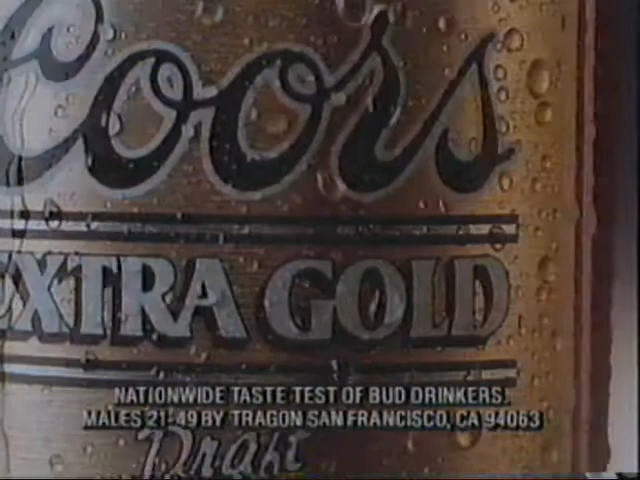 Coors
EXTRA GOLD
NATIONWIDE TASTE TEST OF BUD DRINKERS.
MALES 21-49 BY TRAGON SAN FRANCISCO, CA 94063
Draft